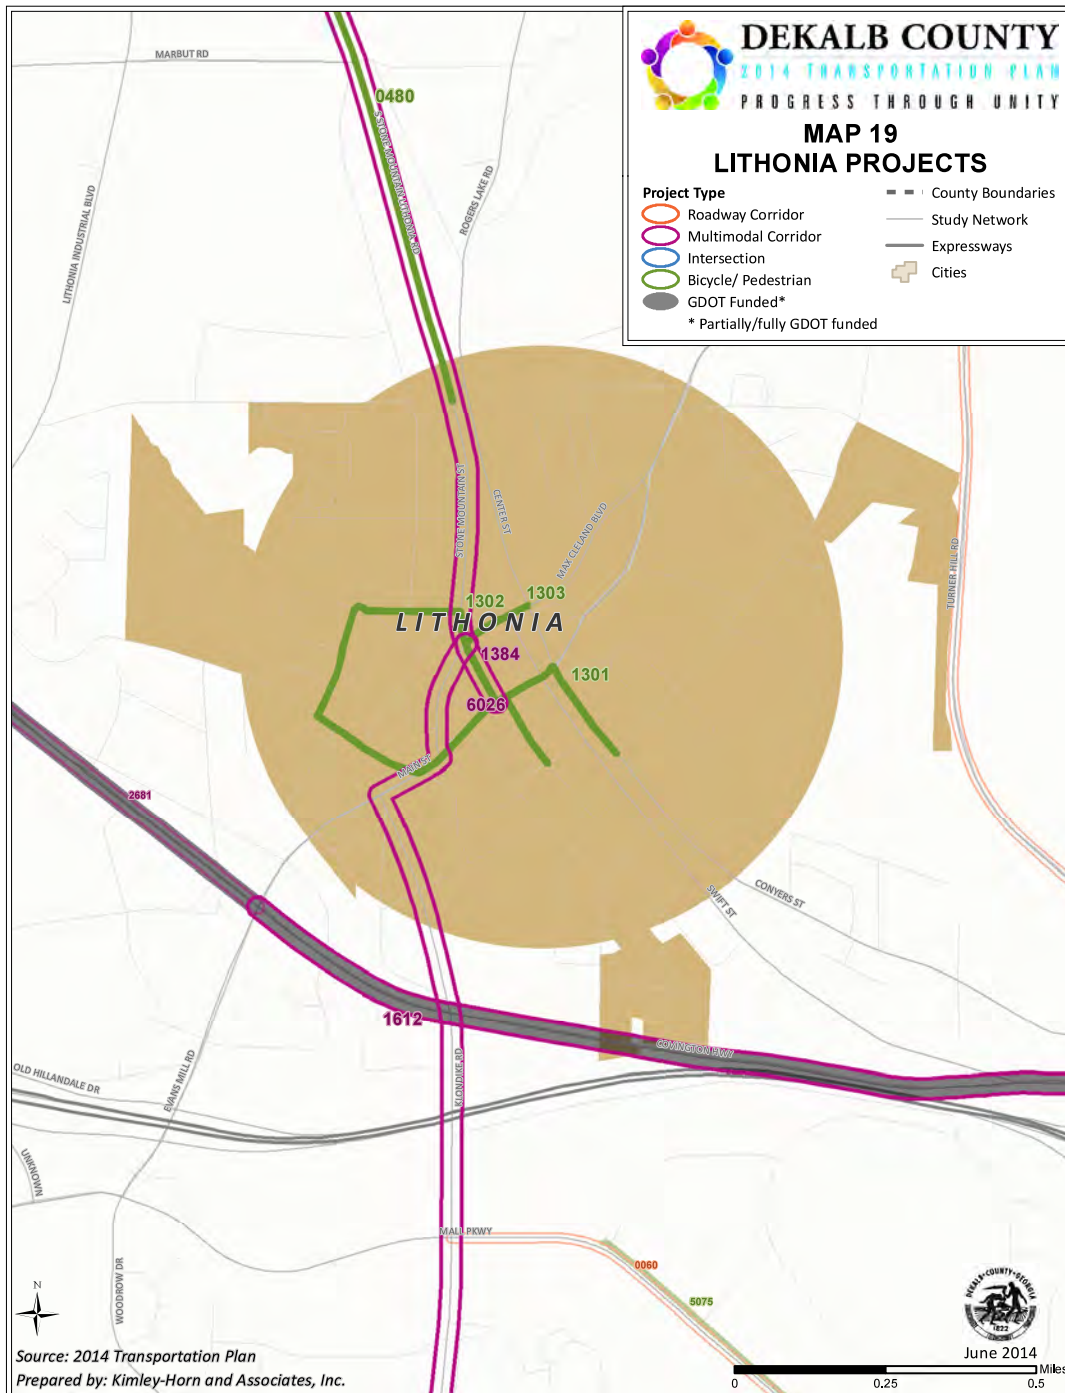 DEKALB COUNTY
2014 TRANSPORTATION PLAN
PROGRESS THROUGH UNITY
MAP 19
LITHONIA PROJECTS
Project Type
Roadway Corridor
Multimodal Corridor
Intersection
Bicycle/ Pedestrian
GDOT Funded*
* Partially/fully GDOT funded
County Boundaries
Study Network
Expressways
Cities
MARBUT RD
0480
S STONE MOUNTAIN LITHONIA RD
ROGERS LAKE RD
LITHONIA INDUSTRIAL BLVD
STONE MOUNTAIN ST
CENTER ST
MAX CLELAND BLVD
TURNER HILL RD
1302
1303
LITHONIA
1384
1301
6026
MAIN ST
2681
SWIFT ST
CONYERS ST
1612
COVINGTON HWY
KLONDIKE RD
EVANS MILL RD
OLD HILLANDALE DR
UNKNOWN
WOODROW DR
MALL PKWY
0060
5075
N
DEKALB COUNTY GEORGIA
1822
June 2014
Source: 2014 Transportation Plan
Prepared by: Kimley-Horn and Associates, Inc.
Miles
0 0.25 0.5